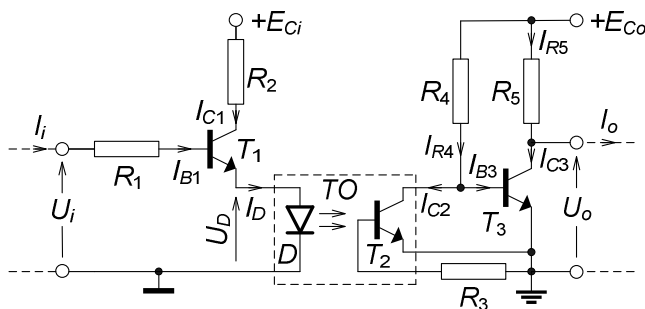 +E_Ci
+E_Co
I_R5
R_2
R_4
R_5
I_C1
I_i
T_1
I_R4
I_o
R_1
I_B1
I_B3
I_C3
TO
I_D
I_C2
T_3
U_i
U_D
D
T_2
U_o
R_3